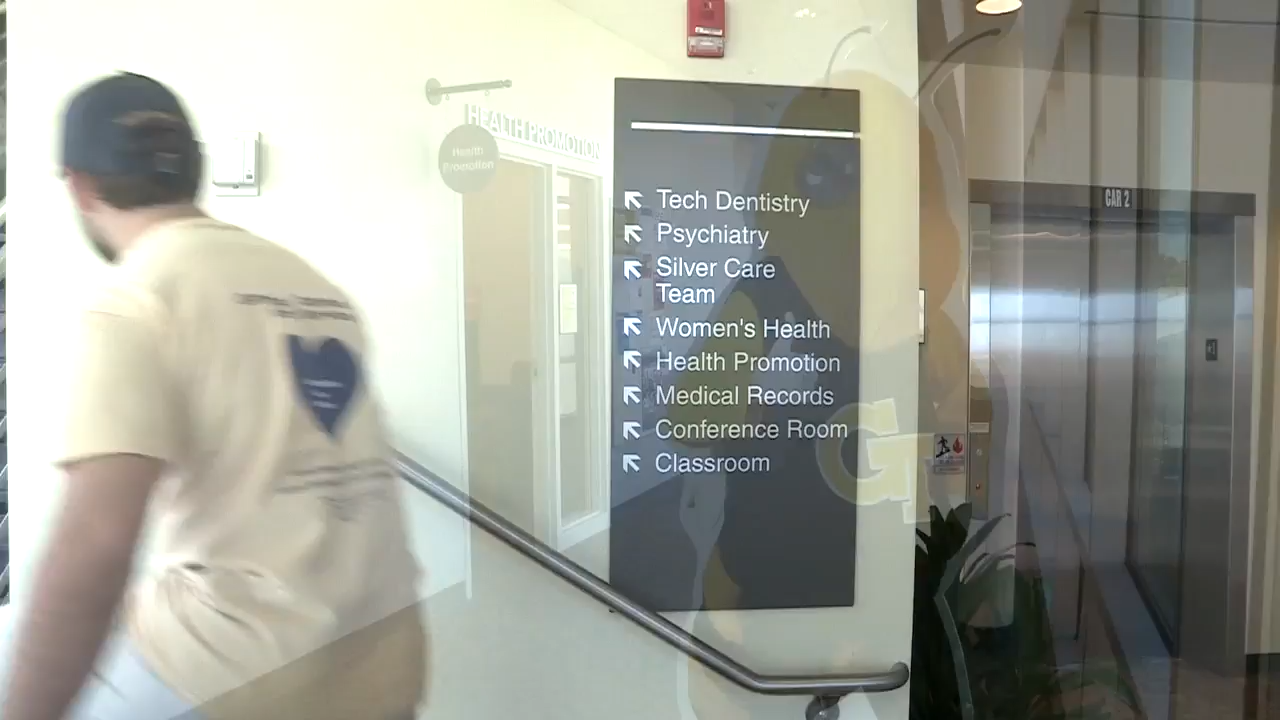 HEALTH PROMOTION
Health
Promotion
Tech Dentistry
Psychiatry
Silver Care
Team
Women's Health
Health Promotion
Medical Records
Conference Room
Classroom
CAR 2
GT